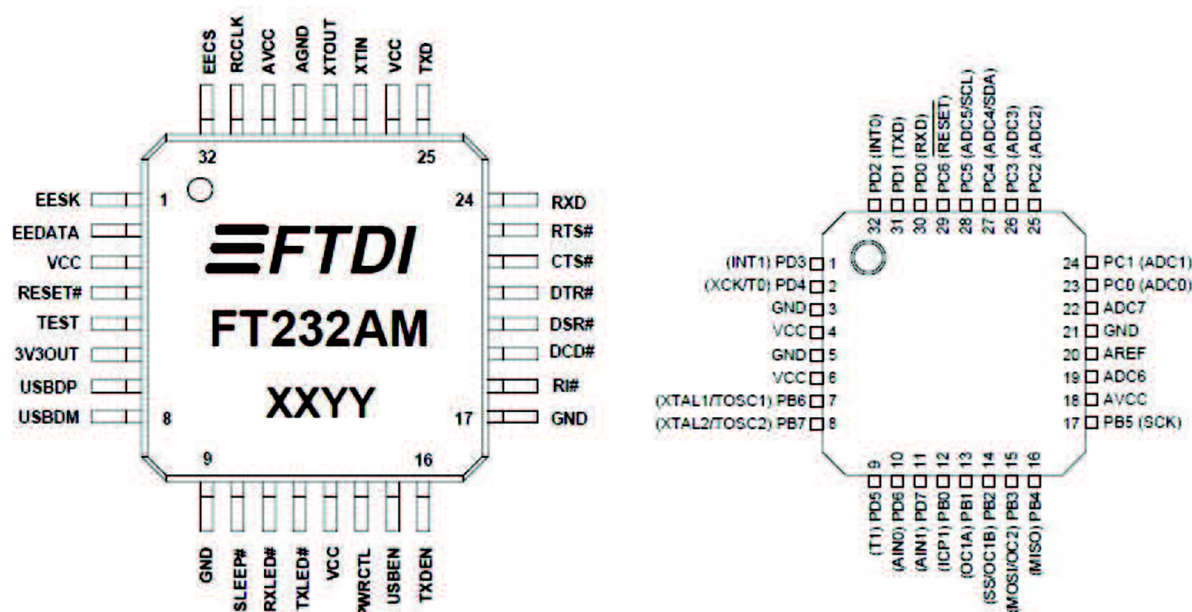 EECS
RCCLK
AVCC
AGND
XTOUT
XTIN
VCC
TXD
32
25
EESK
1
24
RXD
EEDATA
RTS#
VCC
CTS#
RESET#
DTR#
TEST
DSR#
3V3OUT
DCD#
USBDP
RI#
USBDM
8
17
GND
FTDI
FT232AM
XXYY
9
16
GND
SLEEP#
RXLED#
TXLED#
VCC
PWRCTL
USBEN
TXDEN
PD2 (INT0)
PD1 (TXD)
PD0 (RXD)
PC6 (RESET)
PC5 (ADC5/SCL)
PC4 (ADC4/SDA)
PC3 (ADC3)
PC2 (ADC2)
32
31
30
29
28
27
26
25
(INT1) PD3 1
(XCK/T0) PD4 2
GND 3
VCC 4
GND 5
VCC 6
(XTAL1/TOSC1) PB6 7
(XTAL2/TOSC2) PB7 8
24 PC1 (ADC1)
23 PC0 (ADC0)
22 ADC7
21 GND
20 AREF
19 ADC6
18 AVCC
17 PB5 (SCK)
9
10
11
12
13
14
15
16
(T1) PD5
(AIN0) PD6
(AIN1) PD7
(ICP1) PB0
(OC1A) PB1
(SS/OC1B) PB2
(MOSI/OC2) PB3
(MISO) PB4